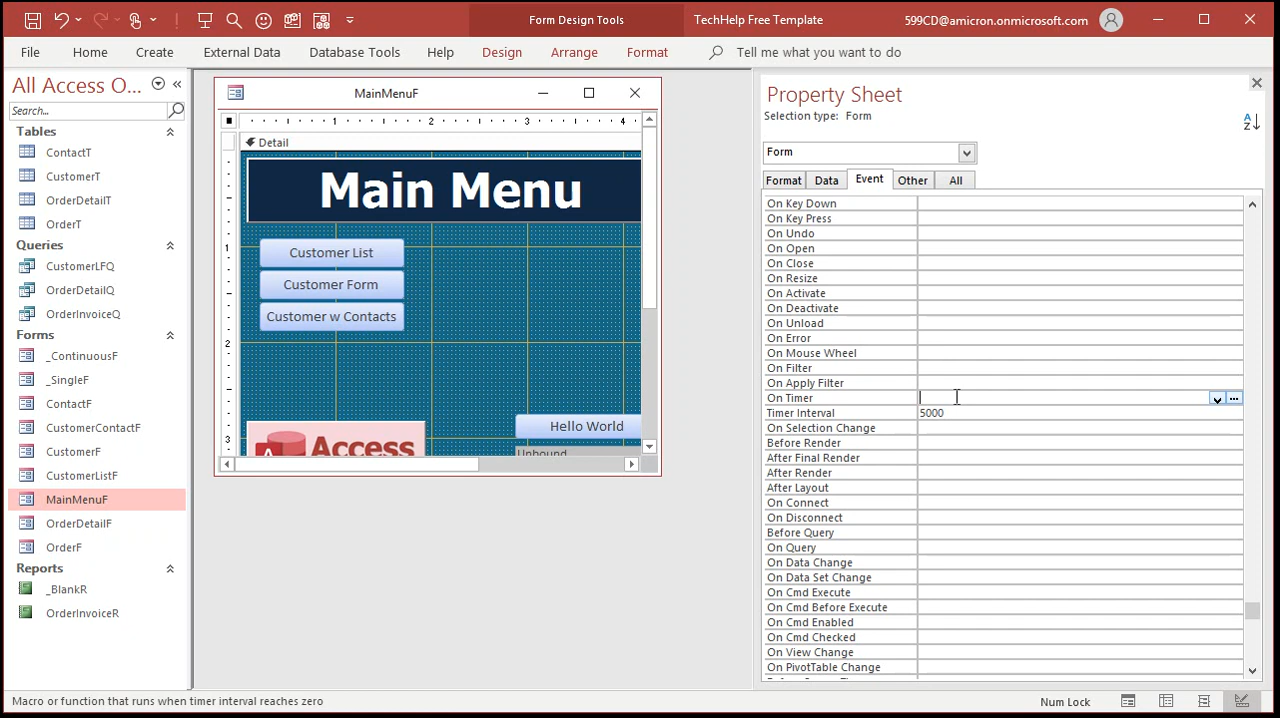 Form Design Tools
TechHelp Free Template
599CD@amicron.onmicrosoft.com
File
Home
Create
External Data
Database Tools
Help
Design
Arrange
Format
Tell me what you want to do
All Access O...
Search...
Tables
ContactT
CustomerT
OrderDetailT
OrderT
Queries
CustomerLFQ
OrderDetailQ
OrderInvoiceQ
Forms
_ContinuousF
_SingleF
ContactF
CustomerContactF
CustomerF
CustomerListF
MainMenuF
OrderDetailF
OrderF
Reports
_BlankR
OrderInvoiceR
MainMenuF
1 2 3 4
Detail
Main Menu
1
Customer List
Customer Form
Customer w Contacts
2
3
Access
Hello World
Unbound
Property Sheet
Selection type: Form
Form
Format
Data
Event
Other
All
On Key Down
On Key Press
On Undo
On Open
On Close
On Resize
On Activate
On Deactivate
On Unload
On Error
On Mouse Wheel
On Filter
On Apply Filter
On Timer
Timer Interval 5000
On Selection Change
Before Render
After Final Render
After Render
After Layout
On Connect
On Disconnect
Before Query
On Query
On Data Change
On Data Set Change
On Cmd Execute
On Cmd Before Execute
On Cmd Enabled
On Cmd Checked
On View Change
On PivotTable Change
Macro or function that runs when timer interval reaches zero
Num Lock